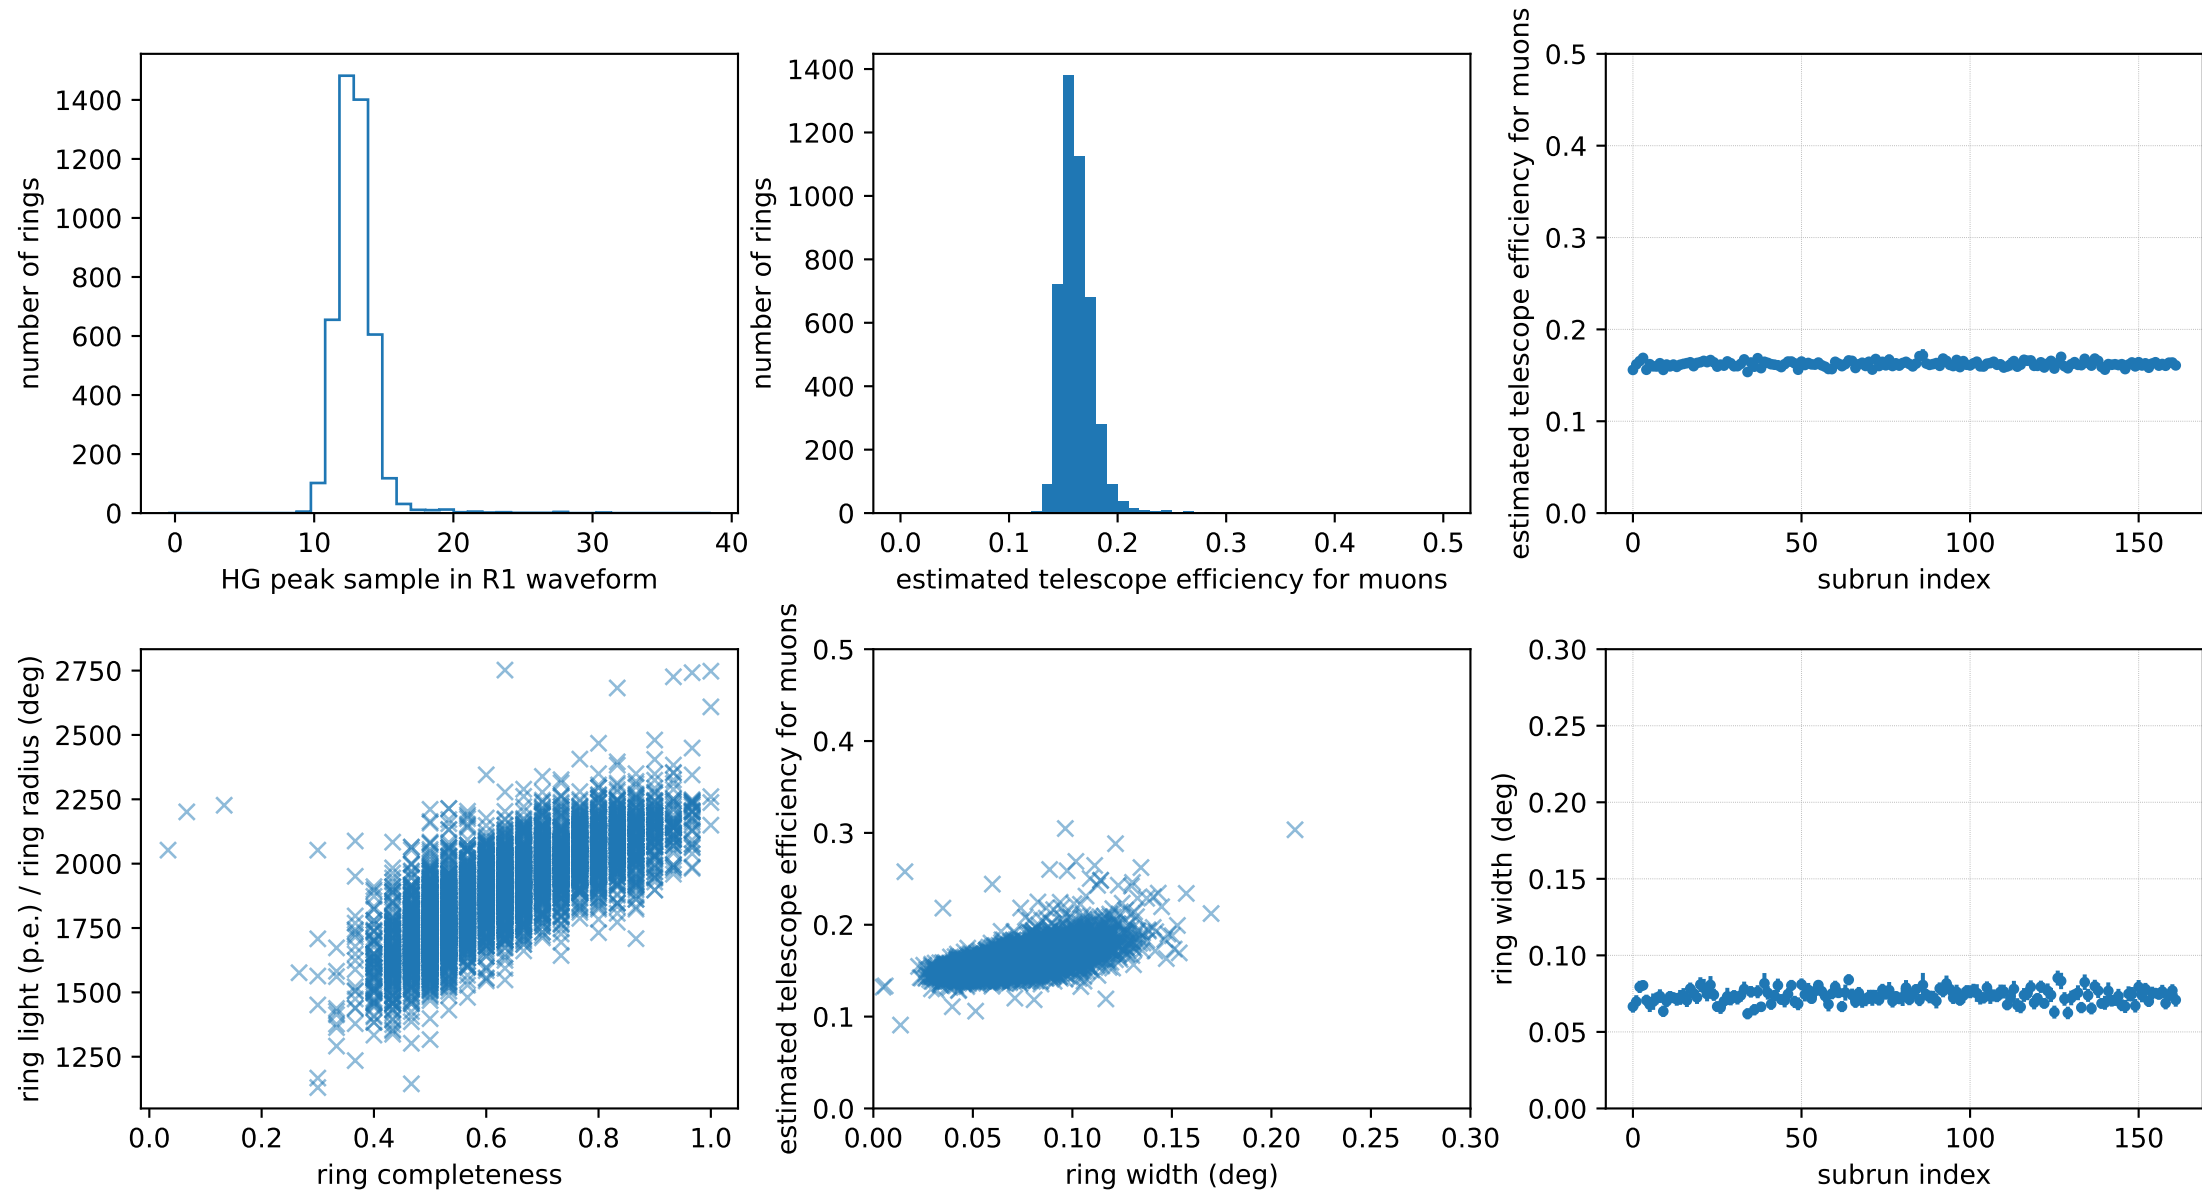 number of rings
1400
1200
1000
800
600
400
200
0
0 10 20 30 40
HG peak sample in R1 waveform
number of rings
1400
1200
1000
800
600
400
200
0
0.0 0.1 0.2 0.3 0.4 0.5
estimated telescope efficiency for muons
estimated telescope efficiency for muons
0.5
0.4
0.3
0.2
0.1
0.0
0 50 100 150
subrun index
ring light (p.e.) / ring radius (deg)
2750
2500
2250
2000
1750
1500
1250
0.0 0.2 0.4 0.6 0.8 1.0
ring completeness
estimated telescope efficiency for muons
0.5
0.4
0.3
0.2
0.1
0.0
0.00 0.05 0.10 0.15 0.20 0.25 0.30
ring width (deg)
ring width (deg)
0.30
0.25
0.20
0.15
0.10
0.05
0.00
0 50 100 150
subrun index